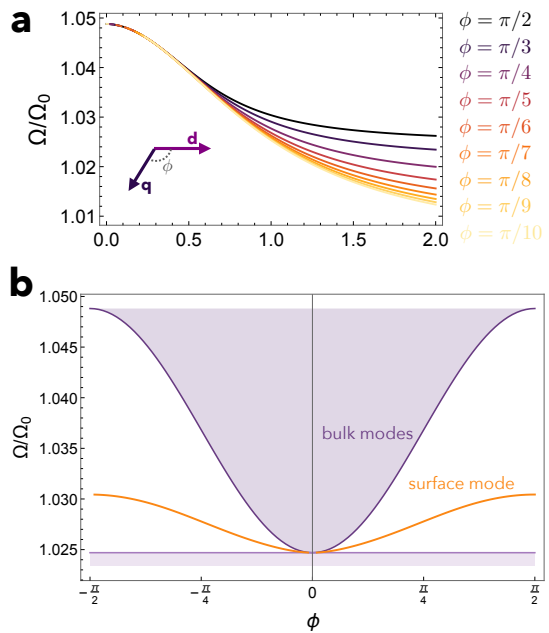 a
Ω/Ω₀
1.05
1.04
1.03
1.02
1.01
0.0 0.5 1.0 1.5 2.0
d
ϕ
q
ϕ = π/2
ϕ = π/3
ϕ = π/4
ϕ = π/5
ϕ = π/6
ϕ = π/7
ϕ = π/8
ϕ = π/9
ϕ = π/10
b
Ω/Ω₀
1.050
1.045
1.040
1.035
1.030
1.025
bulk modes
surface mode
-π/2 -π/4 0 π/4 π/2
ϕ